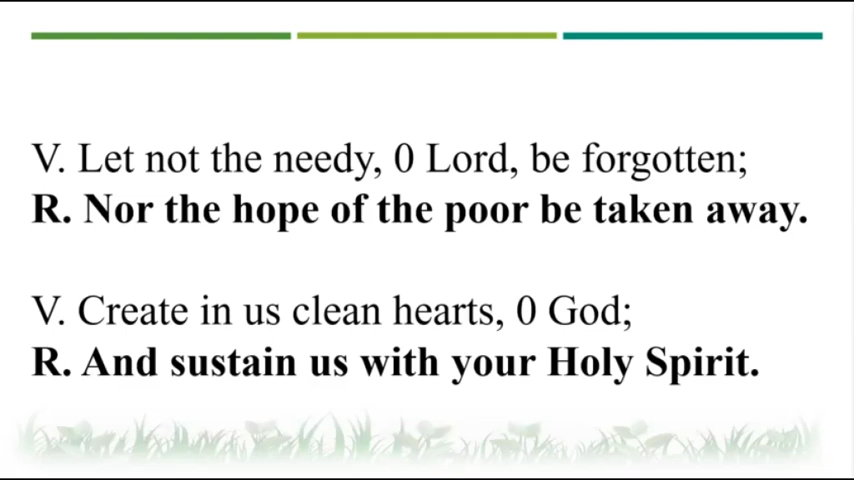 V. Let not the needy, 0 Lord, be forgotten;
R. Nor the hope of the poor be taken away.
V. Create in us clean hearts, 0 God;
R. And sustain us with your Holy Spirit.